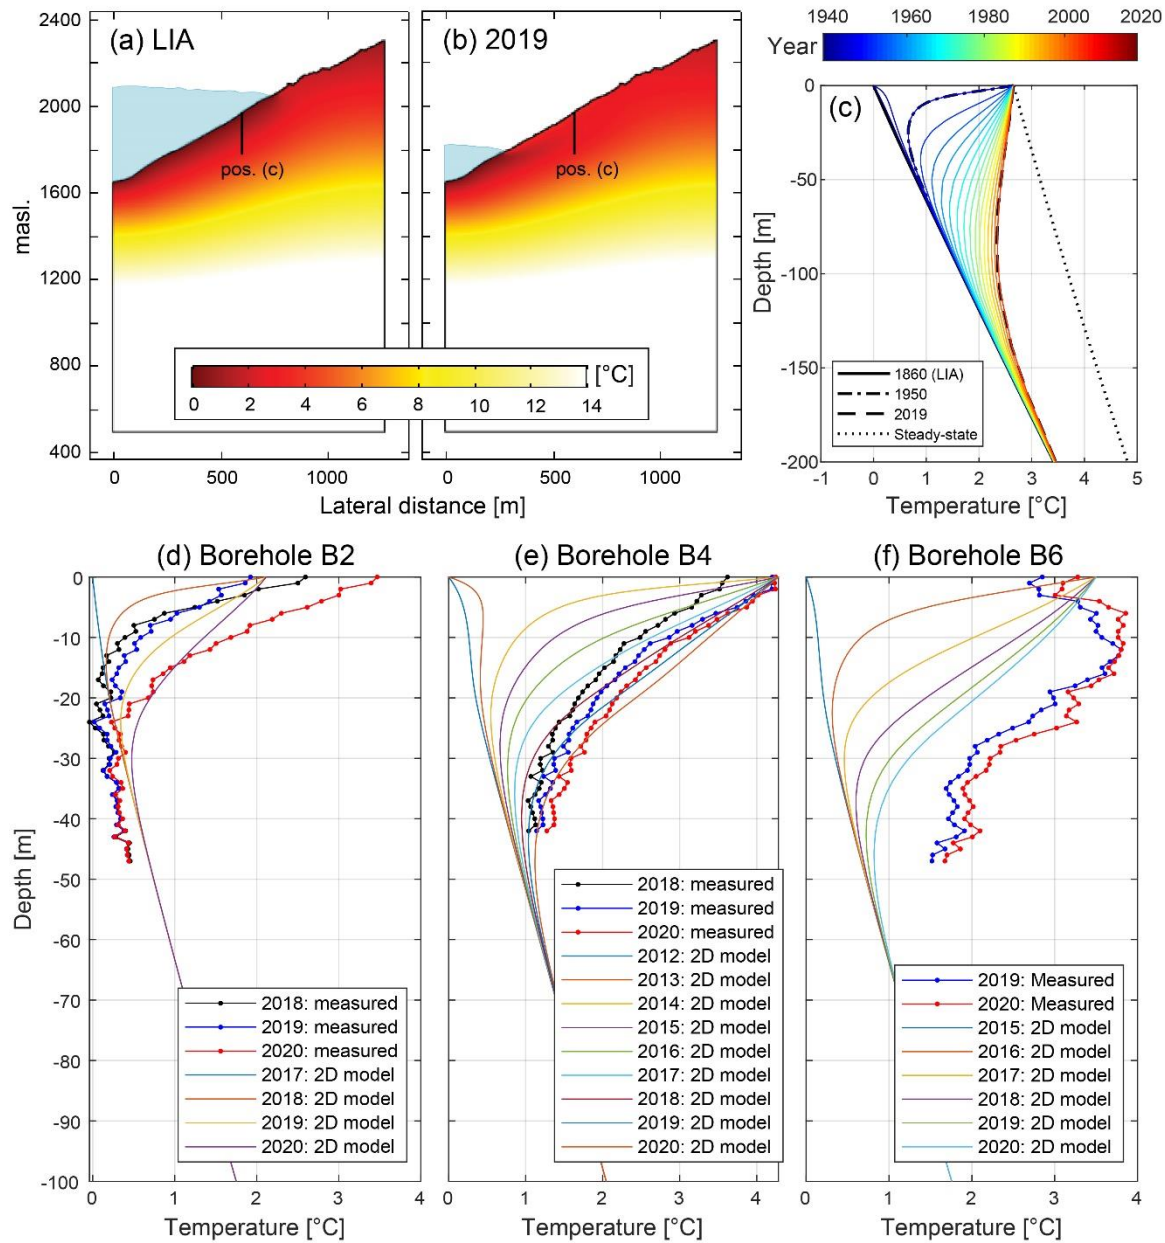 (a) LIA
(b) 2019
2400
2000
1600
1200
800
400
masl.
pos. (c)
pos. (c)
[°C]
0 2 4 6 8 10 12 14
0 500 1000
0 500 1000
Lateral distance [m]
1940 1960 1980 2000 2020
Year
(c)
0
-50
-100
-150
-200
Depth [m]
1860 (LIA)
1950
2019
Steady-state
-1 0 1 2 3 4 5
Temperature [°C]
(d) Borehole B2
(e) Borehole B4
(f) Borehole B6
0
-10
-20
-30
-40
-50
-60
-70
-80
-90
-100
Depth [m]
2018: measured
2019: measured
2020: measured
2017: 2D model
2018: 2D model
2019: 2D model
2020: 2D model
0 1 2 3 4
Temperature [°C]
2018: measured
2019: measured
2020: measured
2012: 2D model
2013: 2D model
2014: 2D model
2015: 2D model
2016: 2D model
2017: 2D model
2018: 2D model
2019: 2D model
2020: 2D model
0 1 2 3 4
Temperature [°C]
2019: Measured
2020: Measured
2015: 2D model
2016: 2D model
2017: 2D model
2018: 2D model
2019: 2D model
2020: 2D model
0 1 2 3 4
Temperature [°C]